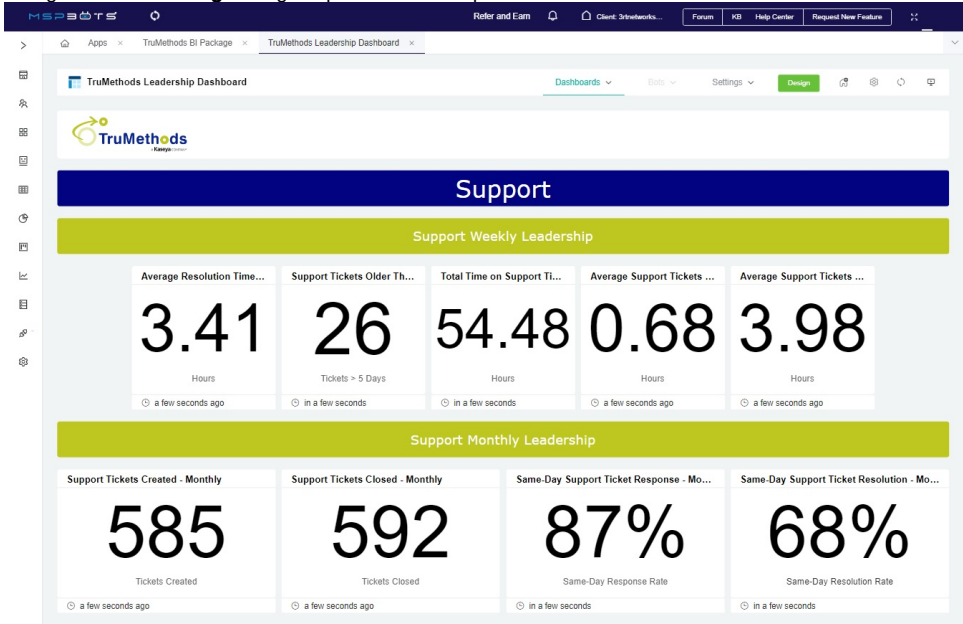 MSPBOTS
Refer and Earn
Client: 3rtnetworks...
Forum
KB
Help Center
Request New Feature
Apps
TruMethods BI Package
TruMethods Leadership Dashboard
TruMethods Leadership Dashboard
Dashboards
Bots
Settings
Design
TruMethods
a Kaseya COMPANY
Support
Support Weekly Leadership
Average Resolution Time...
Support Tickets Older Th...
Total Time on Support Ti...
Average Support Tickets ...
Average Support Tickets ...
3.41
26
54.48
0.68
3.98
Hours
Tickets > 5 Days
Hours
Hours
Hours
a few seconds ago
in a few seconds
in a few seconds
a few seconds ago
a few seconds ago
Support Monthly Leadership
Support Tickets Created - Monthly
Support Tickets Closed - Monthly
Same-Day Support Ticket Response - Mo...
Same-Day Support Ticket Resolution - Mo...
585
592
87%
68%
Tickets Created
Tickets Closed
Same-Day Response Rate
Same-Day Resolution Rate
a few seconds ago
a few seconds ago
in a few seconds
in a few seconds